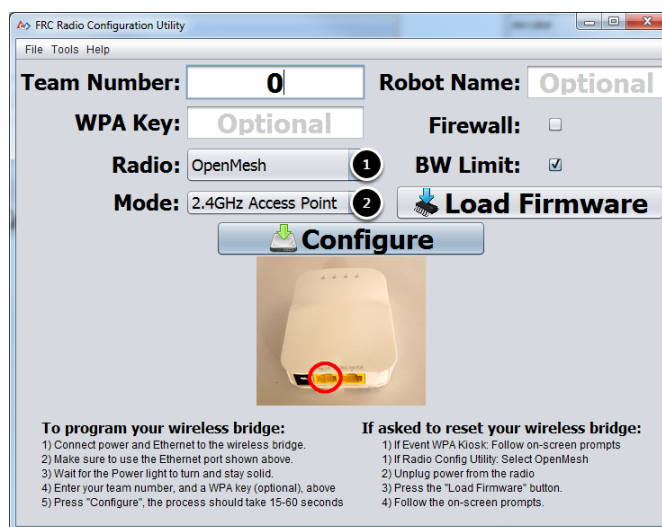 FRC Radio Configuration Utility
File Tools Help
Team Number: 0 Robot Name: Optional
WPA Key: Optional Firewall:
Radio: OpenMesh 1 BW Limit:
Mode: 2.4GHz Access Point 2 Load Firmware
Configure
To program your wireless bridge:
1) Connect power and Ethernet to the wireless bridge.
2) Make sure to use the Ethernet port shown above.
3) Wait for the Power light to turn and stay solid.
4) Enter your team number, and a WPA key (optional), above
5) Press "Configure", the process should take 15-60 seconds
If asked to reset your wireless bridge:
1) If Event WPA Kiosk: Follow on-screen prompts
1) If Radio Config Utility: Select OpenMesh
2) Unplug power from the radio
3) Press the "Load Firmware" button.
4) Follow the on-screen prompts.